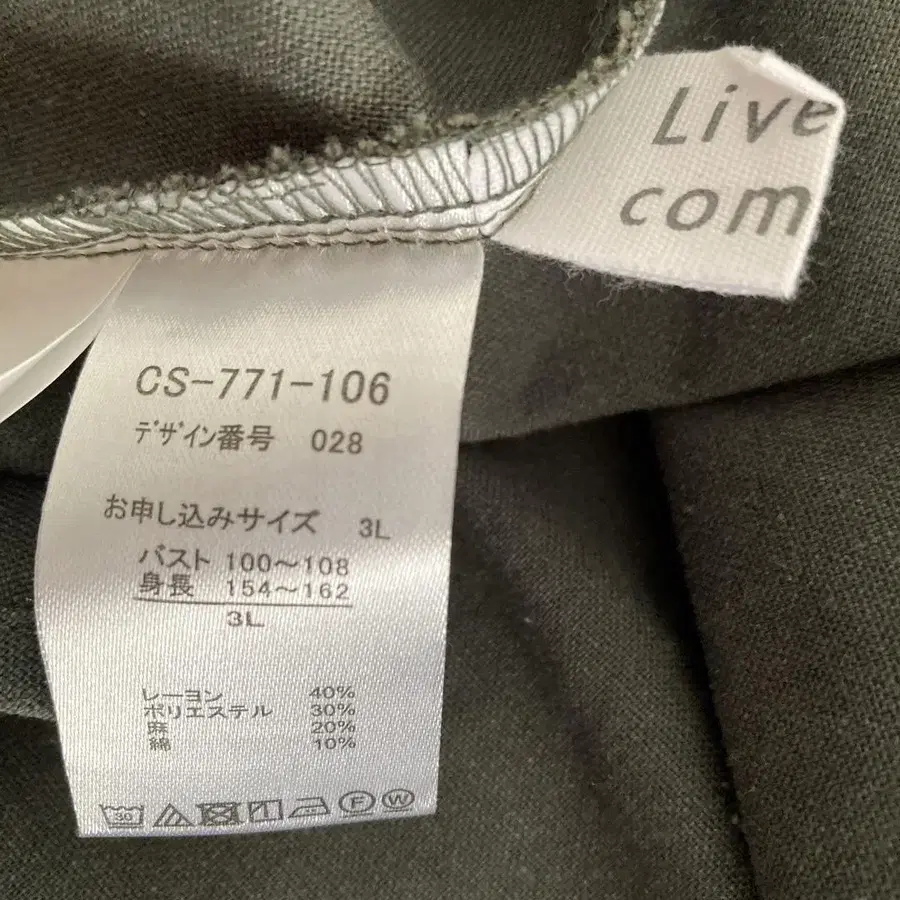 Live
com
CS-771-106
デザイン番号 028
お申し込みサイズ 3L
バスト 100〜108
身長 154〜162
3L
レーヨン 40%
ポリエステル 30%
麻 20%
綿 10%
30
F W